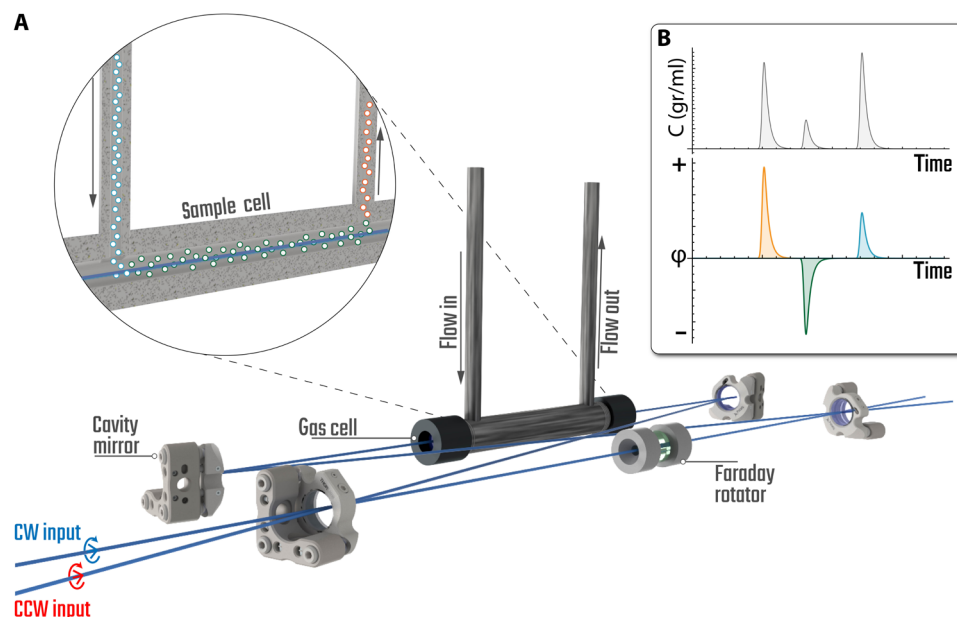 A
Sample cell
Flow in
Flow out
Gas cell
Cavity
mirror
Faraday
rotator
CW input
CCW input
B
C (gr/ml)
Time
+
φ
Time
−